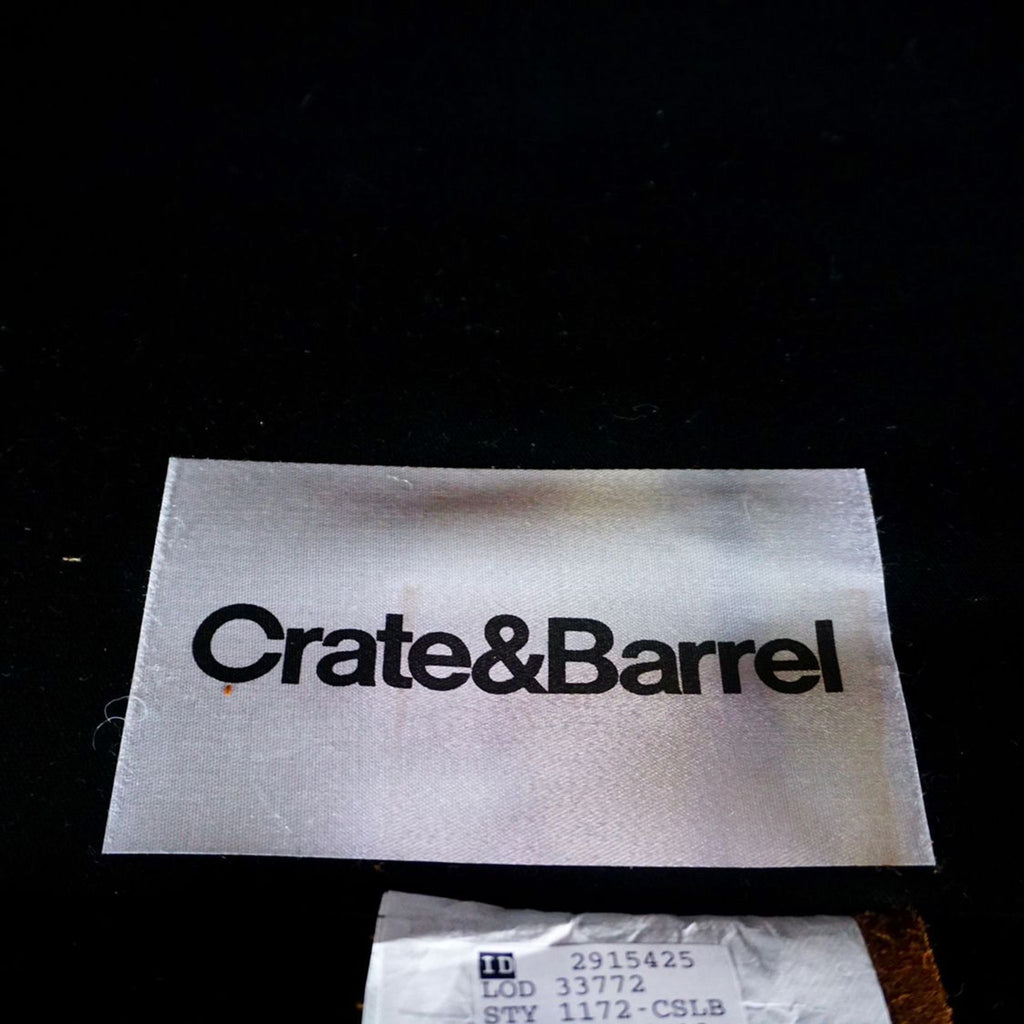 Crate&Barrel
ID 2915425
LOD 33772
STY 1172-CSLB